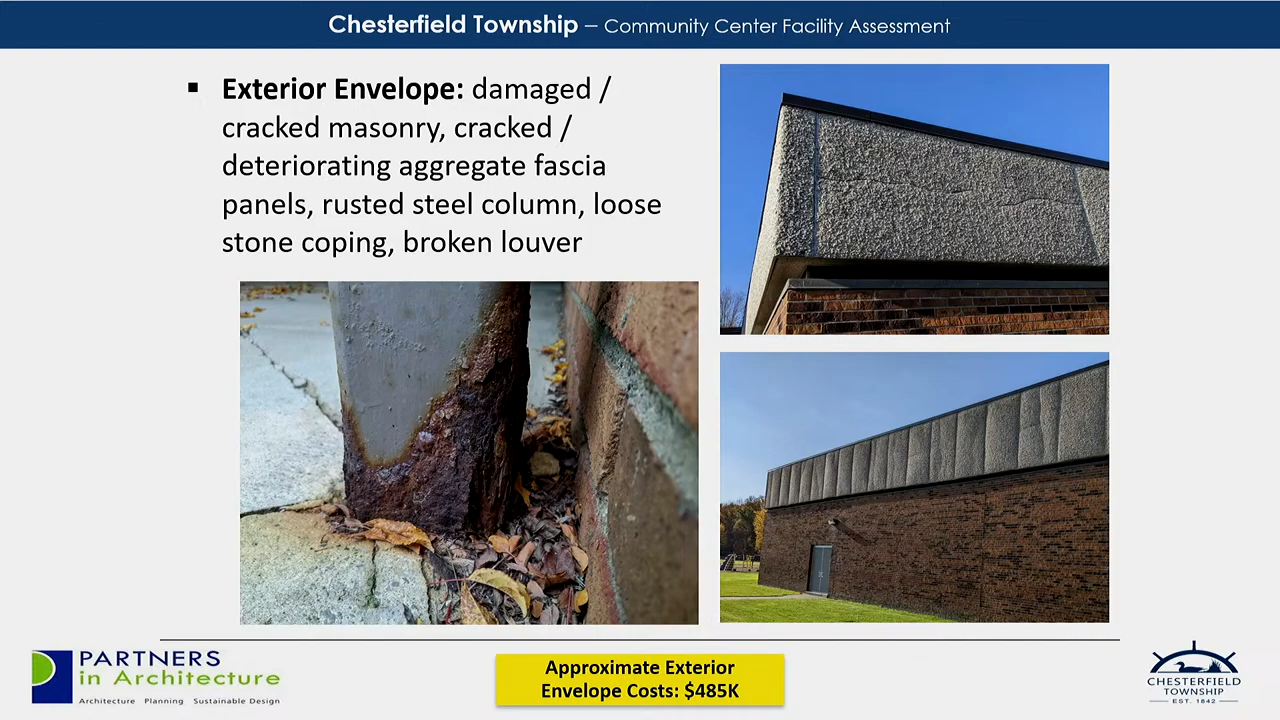 Chesterfield Township – Community Center Facility Assessment
▪ Exterior Envelope: damaged /
cracked masonry, cracked /
deteriorating aggregate fascia
panels, rusted steel column, loose
stone coping, broken louver
PARTNERS
in Architecture
Architecture Planning Sustainable Design
Approximate Exterior
Envelope Costs: $485K
CHESTERFIELD
TOWNSHIP
EST. 1842